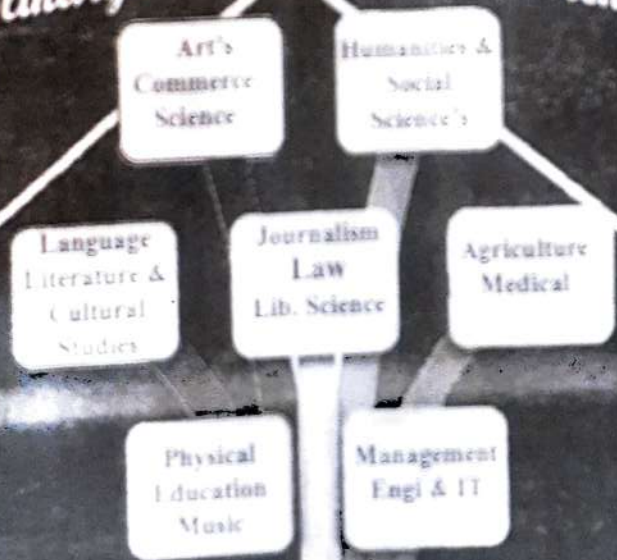 Art's
Commerce
Science
Humanities &
Social
Science's
Language
Literature &
Cultural
Studies
Journalism
Law
Lib. Science
Agriculture
Medical
Physical
Education
Music
Management
Engi & IT